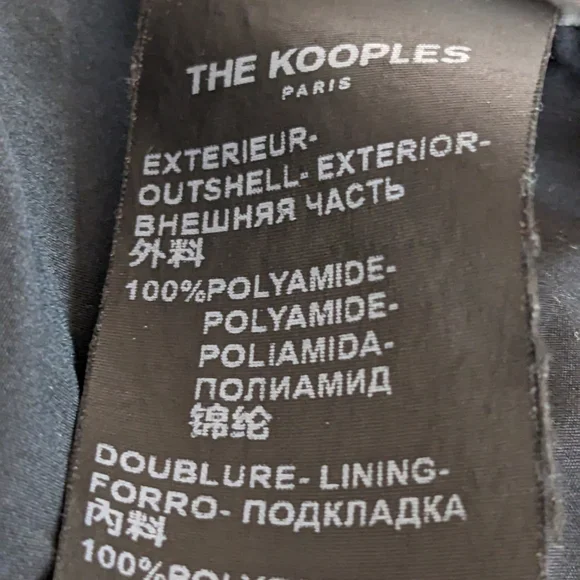 THE KOOPLES
PARIS
EXTERIEUR-
OUTSHELL- EXTERIOR-
ВНЕШНЯЯ ЧАСТЬ
外料
100%POLYAMIDE-
POLYAMIDE-
POLIAMIDA-
ПОЛИАМИД
锦纶
DOUBLURE- LINING-
FORRO- ПОДКЛАДКА
内料